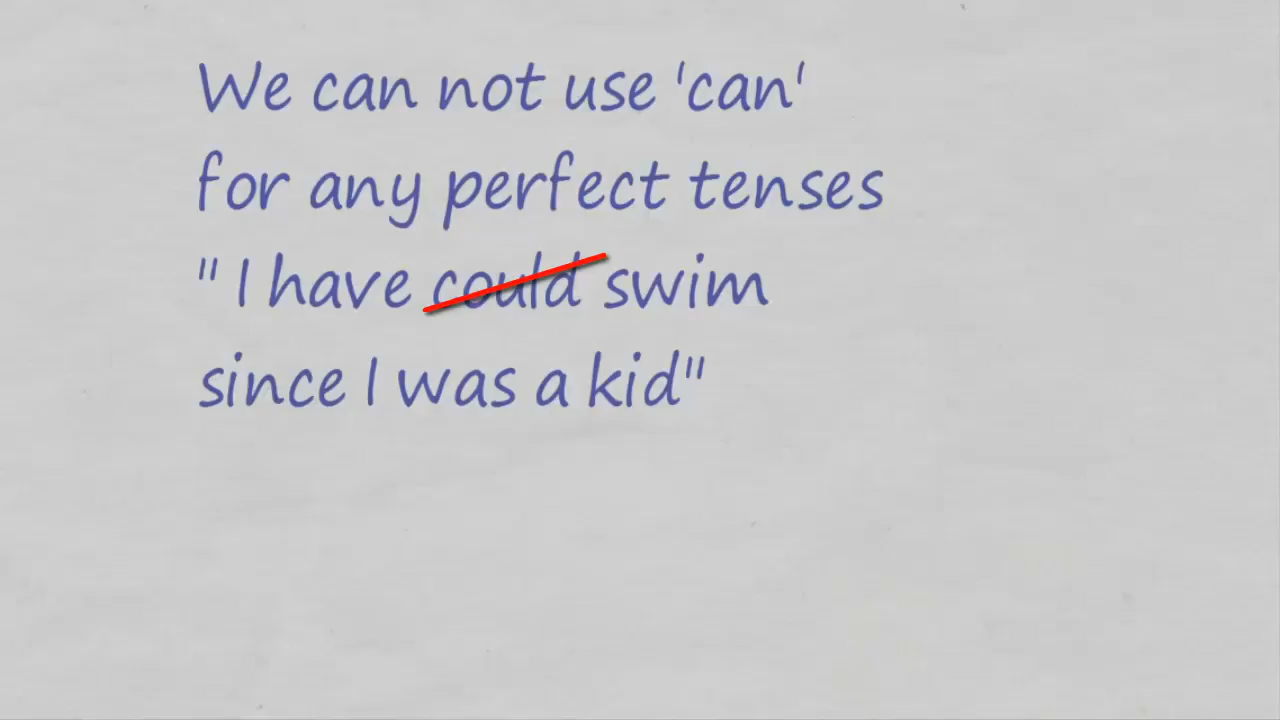 We can not use 'can'
for any perfect tenses
" I have could swim
since I was a kid"